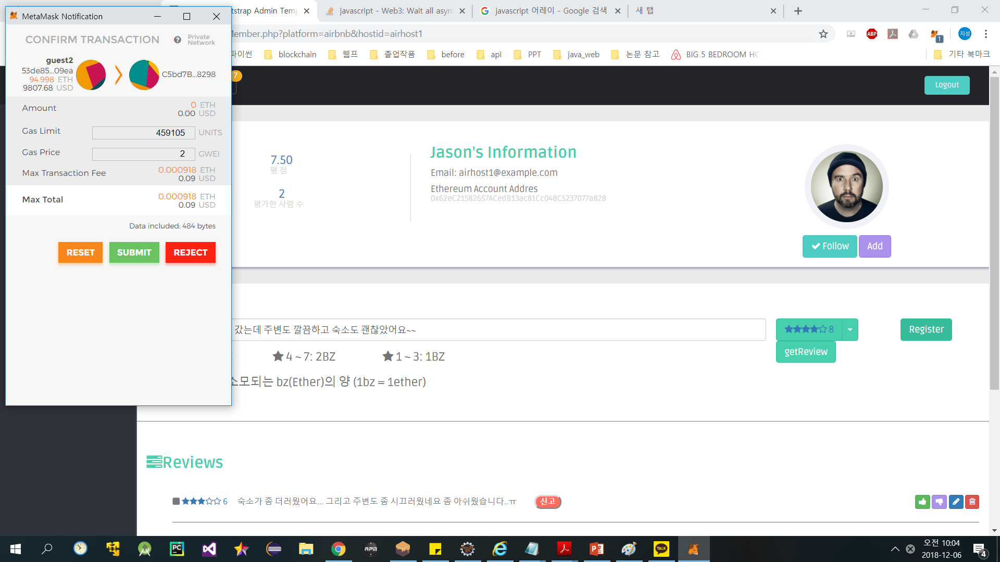 MetaMask Notification
CONFIRM TRANSACTION
Private
Network
guest2
53de85...09ea
94.998 ETH
9807.68 USD
C5bd7B...8298
Amount
0 ETH
0.00 USD
Gas Limit
459105 UNITS
Gas Price
2 GWEI
Max Transaction Fee
0.000918 ETH
0.09 USD
Max Total
0.000918 ETH
0.09 USD
Data included: 484 bytes
RESET SUBMIT REJECT
tstrap Admin Temp
javascript - Web3: Wait all asyn
javascript 어레이 - Google 검색
새 탭
Member.php?platform=airbnb&hostid=airhost1
ABP
1
지성
파이썬 blockchain 웹프 졸업작품 before api PPT java_web 논문 참고 BIG 5 BEDROOM HO 기타 북마크
7
Logout
7.50
평 점
2
평가한 사람 수
Jason's Information
Email: airhost1@example.com
Ethereum Account Addres
0x62eC21582657ACedB13ac81Cc048C5237077a828
Follow Add
갔는데 주변도 깔끔하고 숙소도 괜찮았어요~~
8
Register
getReview
4 ~ 7: 2BZ
1 ~ 3: 1BZ
소모되는 bz(Ether)의 양 (1bz = 1ether)
Reviews
6 숙소가 좀 더러웠어요... 그리고 주변도 좀 시끄러웠네요 좀 아쉬웠습니다..ㅠ 신고
PC
APM
TALK
오전 10:04
2018-12-06
4